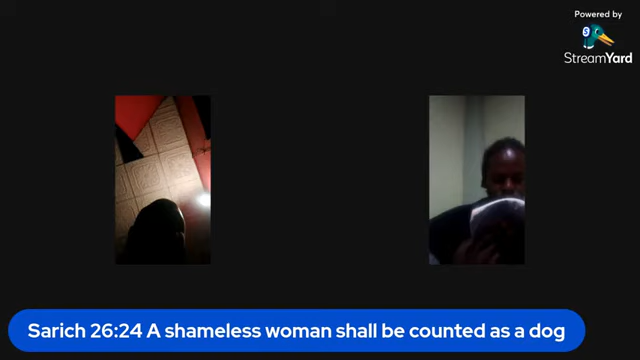 Powered by
StreamYard
Sarich 26:24 A shameless woman shall be counted as a dog